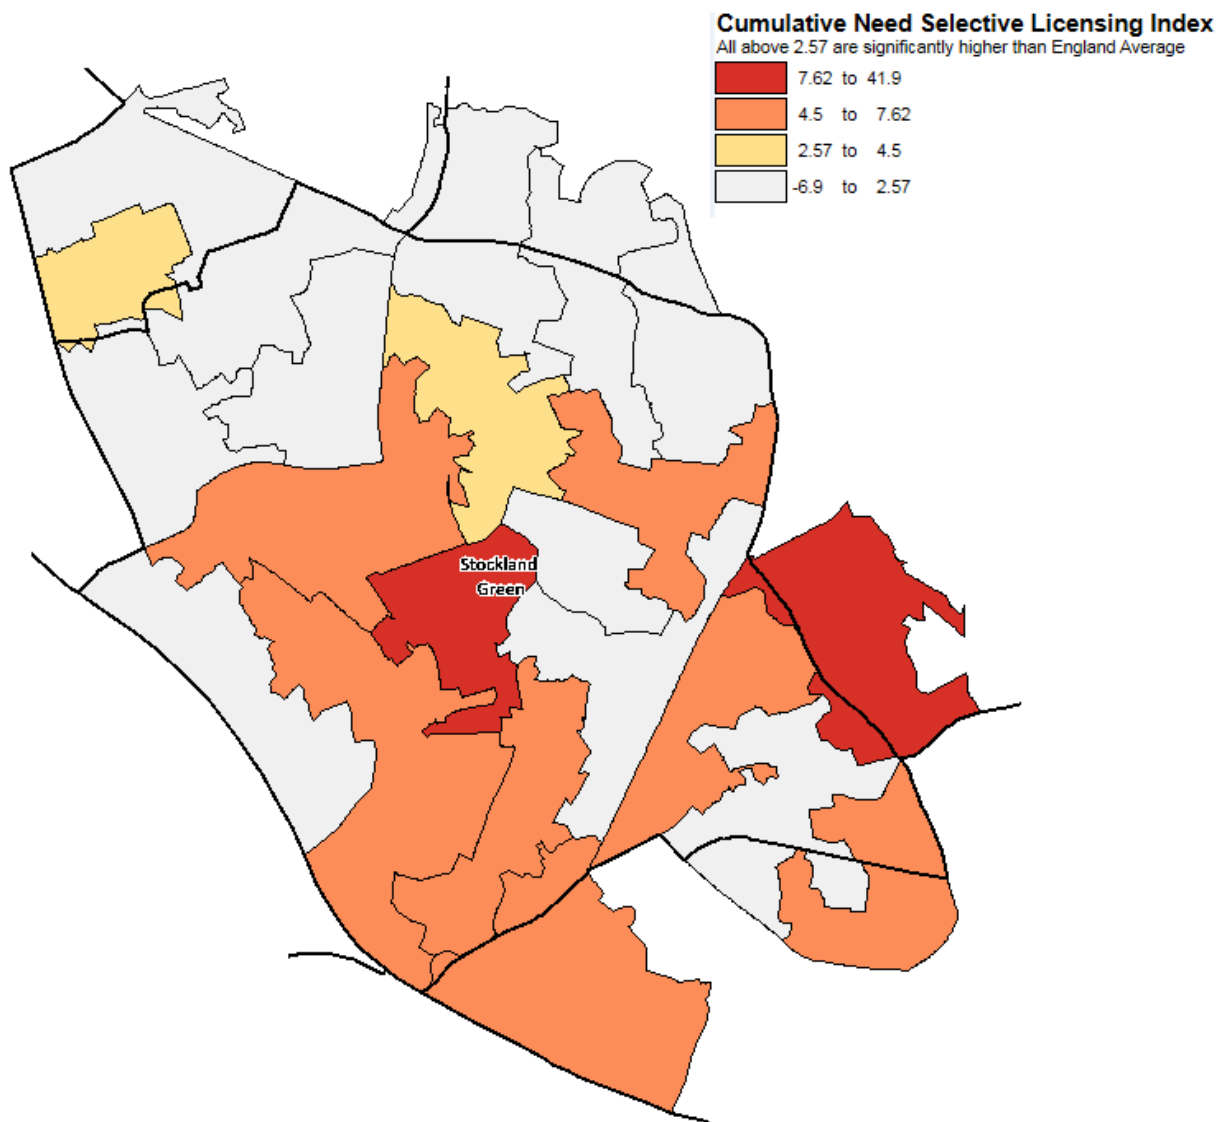 Cumulative Need Selective Licensing Index
All above 2.57 are significantly higher than England Average
7.62 to 41.9
4.5 to 7.62
2.57 to 4.5
-6.9 to 2.57
Stockland
Green